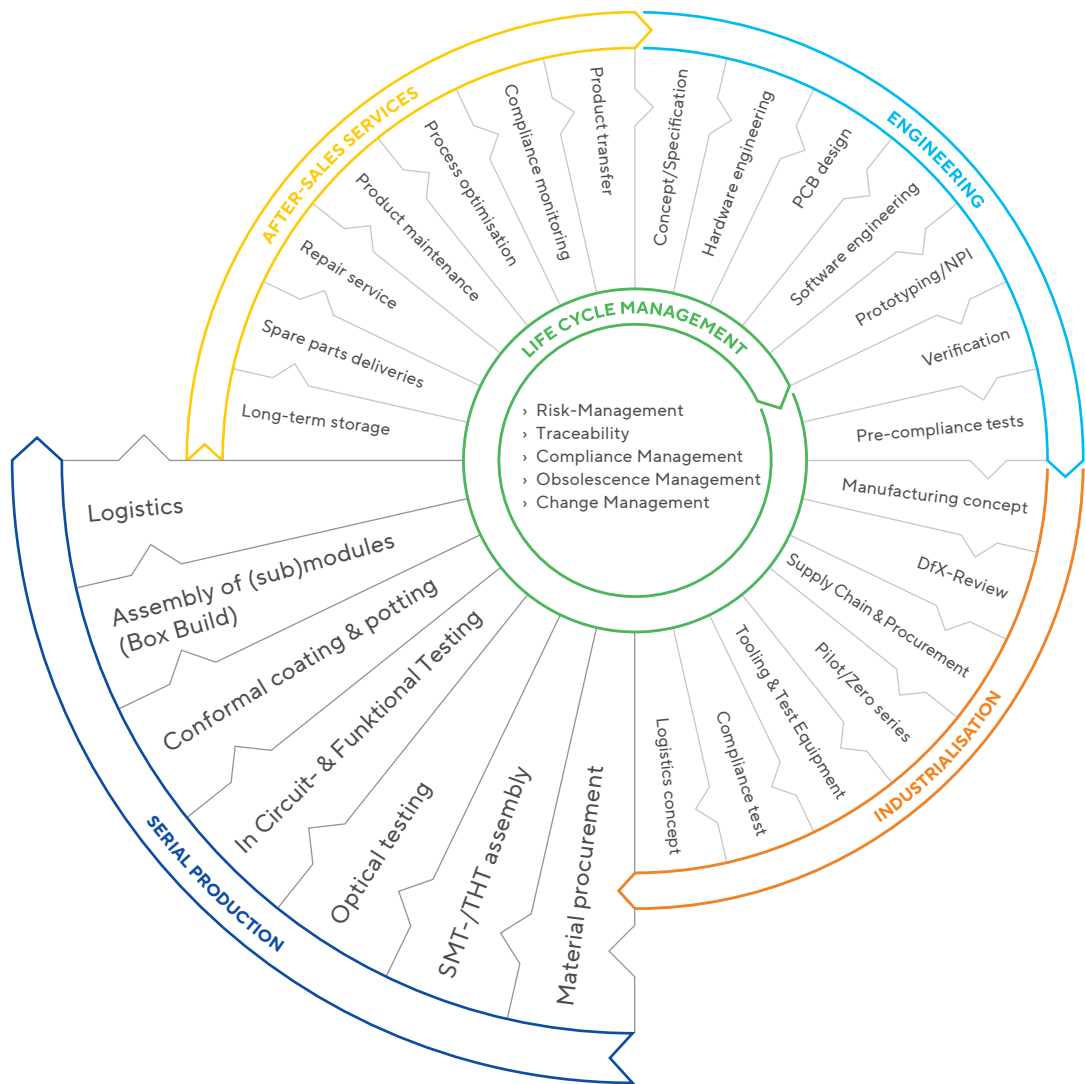 LIFE CYCLE MANAGEMENT
› Risk-Management
› Traceability
› Compliance Management
› Obsolescence Management
› Change Management
ENGINEERING
Concept/Specification
Hardware engineering
PCB design
Software engineering
Prototyping/NPI
Verification
Pre-compliance tests
INDUSTRIALISATION
Manufacturing concept
DfX-Review
Supply Chain & Procurement
Pilot/Zero series
Tooling & Test Equipment
Compliance test
Logistics concept
SERIAL PRODUCTION
Material procurement
SMT-/THT assembly
Optical testing
In Circuit- & Funktional Testing
Conformal coating & potting
Assembly of (sub)modules
(Box Build)
Logistics
AFTER-SALES SERVICES
Long-term storage
Spare parts deliveries
Repair service
Product maintenance
Process optimisation
Compliance monitoring
Product transfer